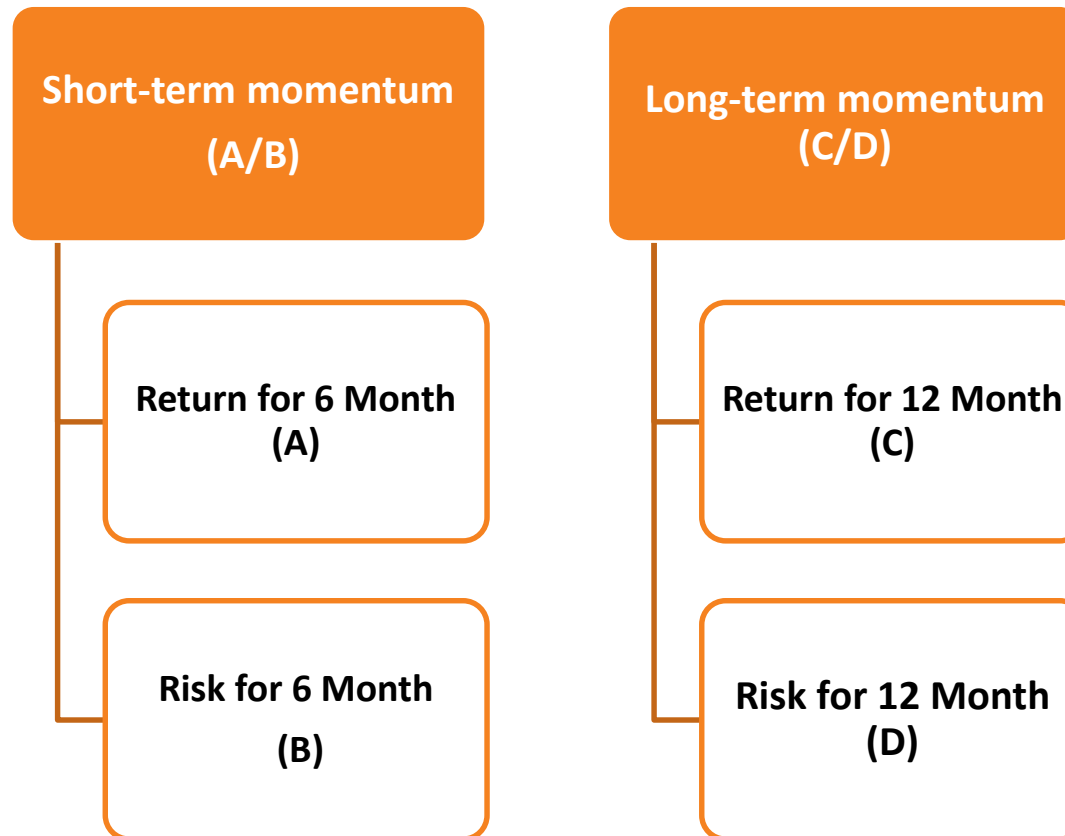 Short-term momentum
(A/B)
Return for 6 Month
(A)
Risk for 6 Month
(B)
Long-term momentum
(C/D)
Return for 12 Month
(C)
Risk for 12 Month
(D)